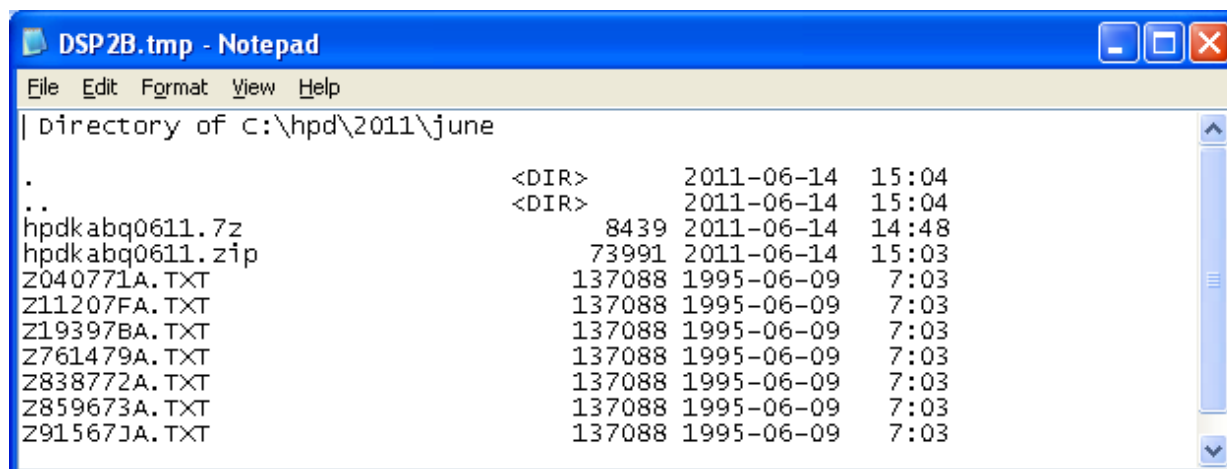 DSP2B.tmp - Notepad
File Edit Format View Help
Directory of C:\hpd\2011\june
. <DIR> 2011-06-14 15:04
.. <DIR> 2011-06-14 15:04
hpdkabq0611.7z 8439 2011-06-14 14:48
hpdkabq0611.zip 73991 2011-06-14 15:03
Z040771A.TXT 137088 1995-06-09 7:03
Z11207FA.TXT 137088 1995-06-09 7:03
Z19397BA.TXT 137088 1995-06-09 7:03
Z761479A.TXT 137088 1995-06-09 7:03
Z838772A.TXT 137088 1995-06-09 7:03
Z859673A.TXT 137088 1995-06-09 7:03
Z91567JA.TXT 137088 1995-06-09 7:03